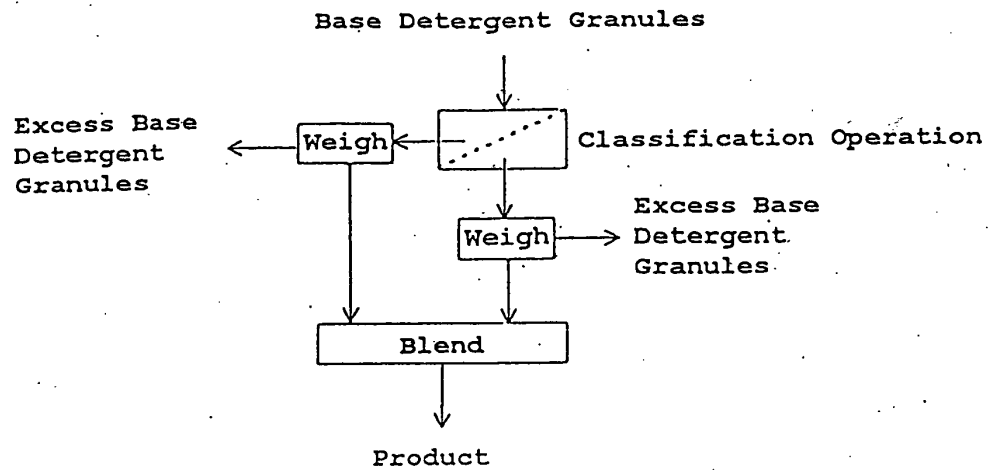 Base Detergent Granules
Excess Base
Detergent
Granules
Weigh
Classification Operation
Weigh
Excess Base
Detergent
Granules
Blend
Product